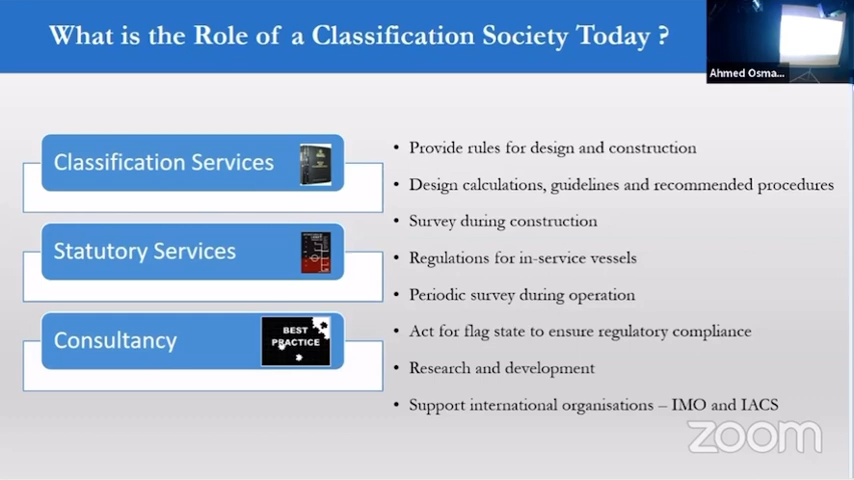 What is the Role of a Classification Society Today ?
Ahmed Osma...
Classification Services
Statutory Services
Consultancy
BEST
PRACTICE
• Provide rules for design and construction
• Design calculations, guidelines and recommended procedures
• Survey during construction
• Regulations for in-service vessels
• Periodic survey during operation
• Act for flag state to ensure regulatory compliance
• Research and development
• Support international organisations – IMO and IACS
zoom